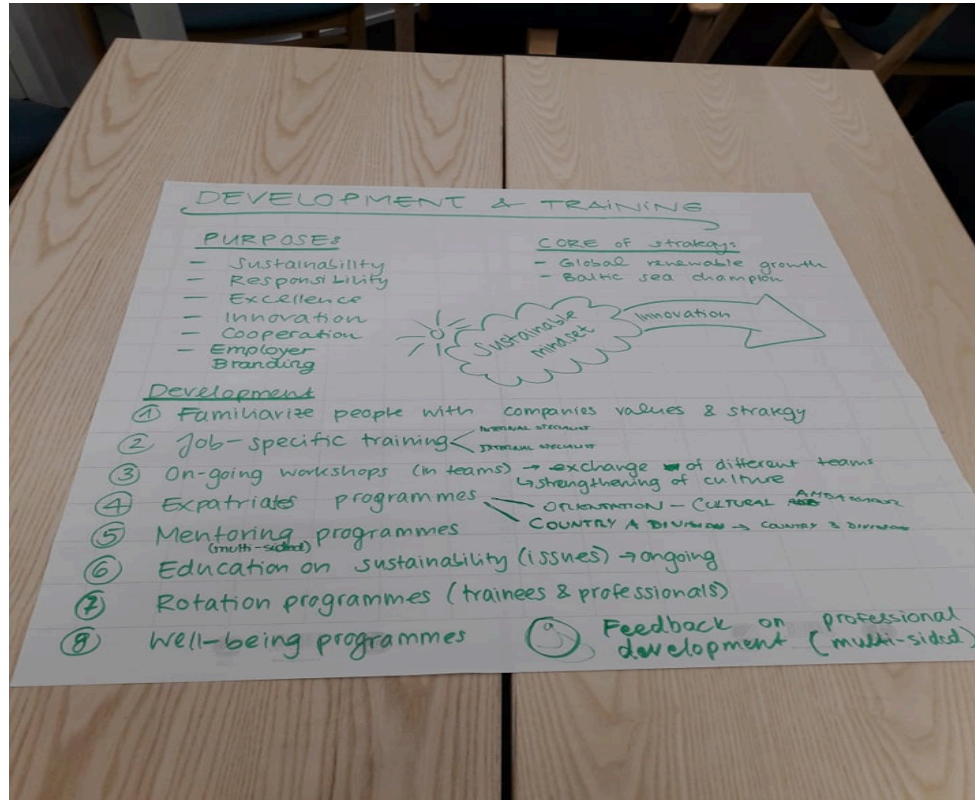 DEVELOPMENT & TRAINING
PURPOSES
- Sustainability
- Responsibility
- Excellence
- Innovation
- Cooperation
- Employer
Branding
CORE of strategy:
- Global renewable growth
- Baltic sea champion
Sustainable
mindset
Innovation
Development
① Familiarize people with companies values & strategy
② Job-specific training
INTERNAL SPECIALIST
EXTERNAL SPECIALIST
③ On-going workshops (in teams) → exchange of different teams
↳ strengthening of culture
④ Expatriates programmes
ORIENTATION - CULTURAL
COUNTRY A DIVISION → COUNTRY B DIVISION
⑤ Mentoring programmes
(multi-sided)
⑥ Education on sustainability (issues) → ongoing
⑦ Rotation programmes (trainees & professionals)
⑧ Well-being programmes
⑨ Feedback on professional
development (multi-sided)